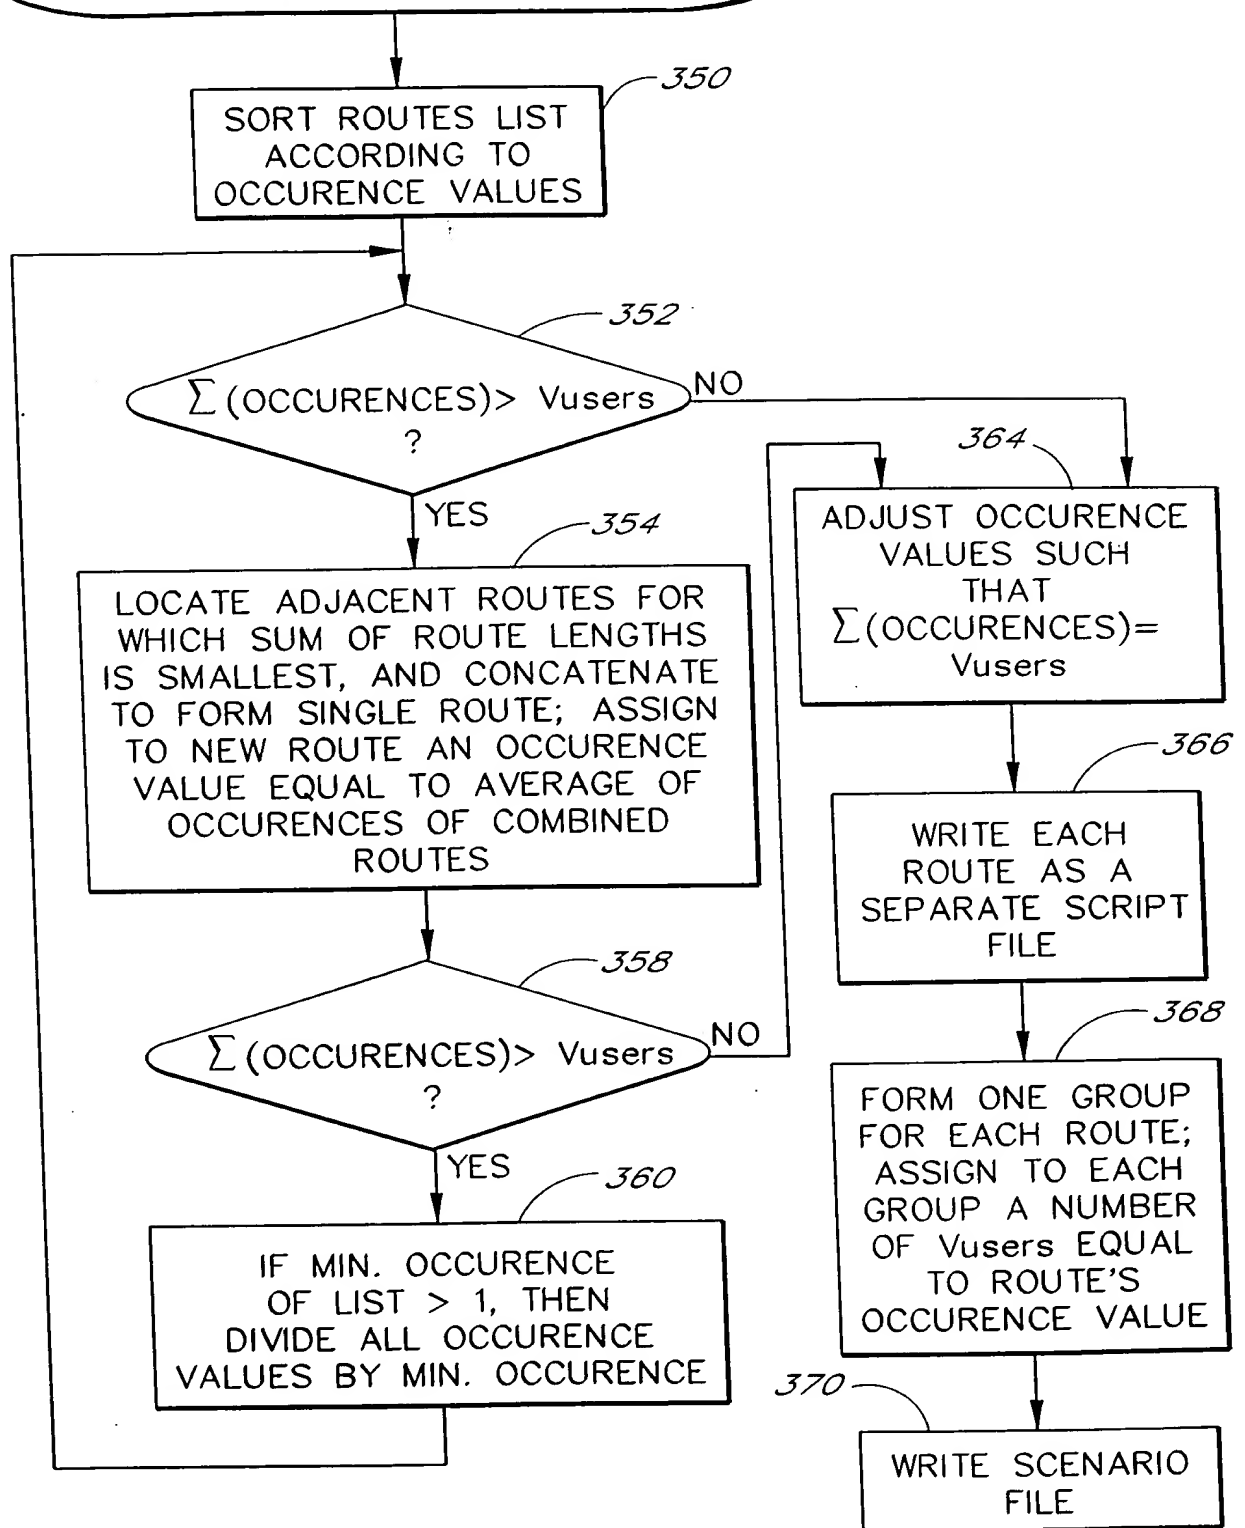 350
SORT ROUTES LIST
ACCORDING TO
OCCURENCE VALUES
352
Σ(OCCURENCES)> Vusers
?
NO
YES
354
LOCATE ADJACENT ROUTES FOR
WHICH SUM OF ROUTE LENGTHS
IS SMALLEST, AND CONCATENATE
TO FORM SINGLE ROUTE; ASSIGN
TO NEW ROUTE AN OCCURENCE
VALUE EQUAL TO AVERAGE OF
OCCURENCES OF COMBINED
ROUTES
358
Σ(OCCURENCES)> Vusers
?
NO
YES
360
IF MIN. OCCURENCE
OF LIST > 1, THEN
DIVIDE ALL OCCURENCE
VALUES BY MIN. OCCURENCE
364
ADJUST OCCURENCE
VALUES SUCH
THAT
Σ(OCCURENCES)=
Vusers
366
WRITE EACH
ROUTE AS A
SEPARATE SCRIPT
FILE
368
FORM ONE GROUP
FOR EACH ROUTE;
ASSIGN TO EACH
GROUP A NUMBER
OF Vusers EQUAL
TO ROUTE'S
OCCURENCE VALUE
370
WRITE SCENARIO
FILE